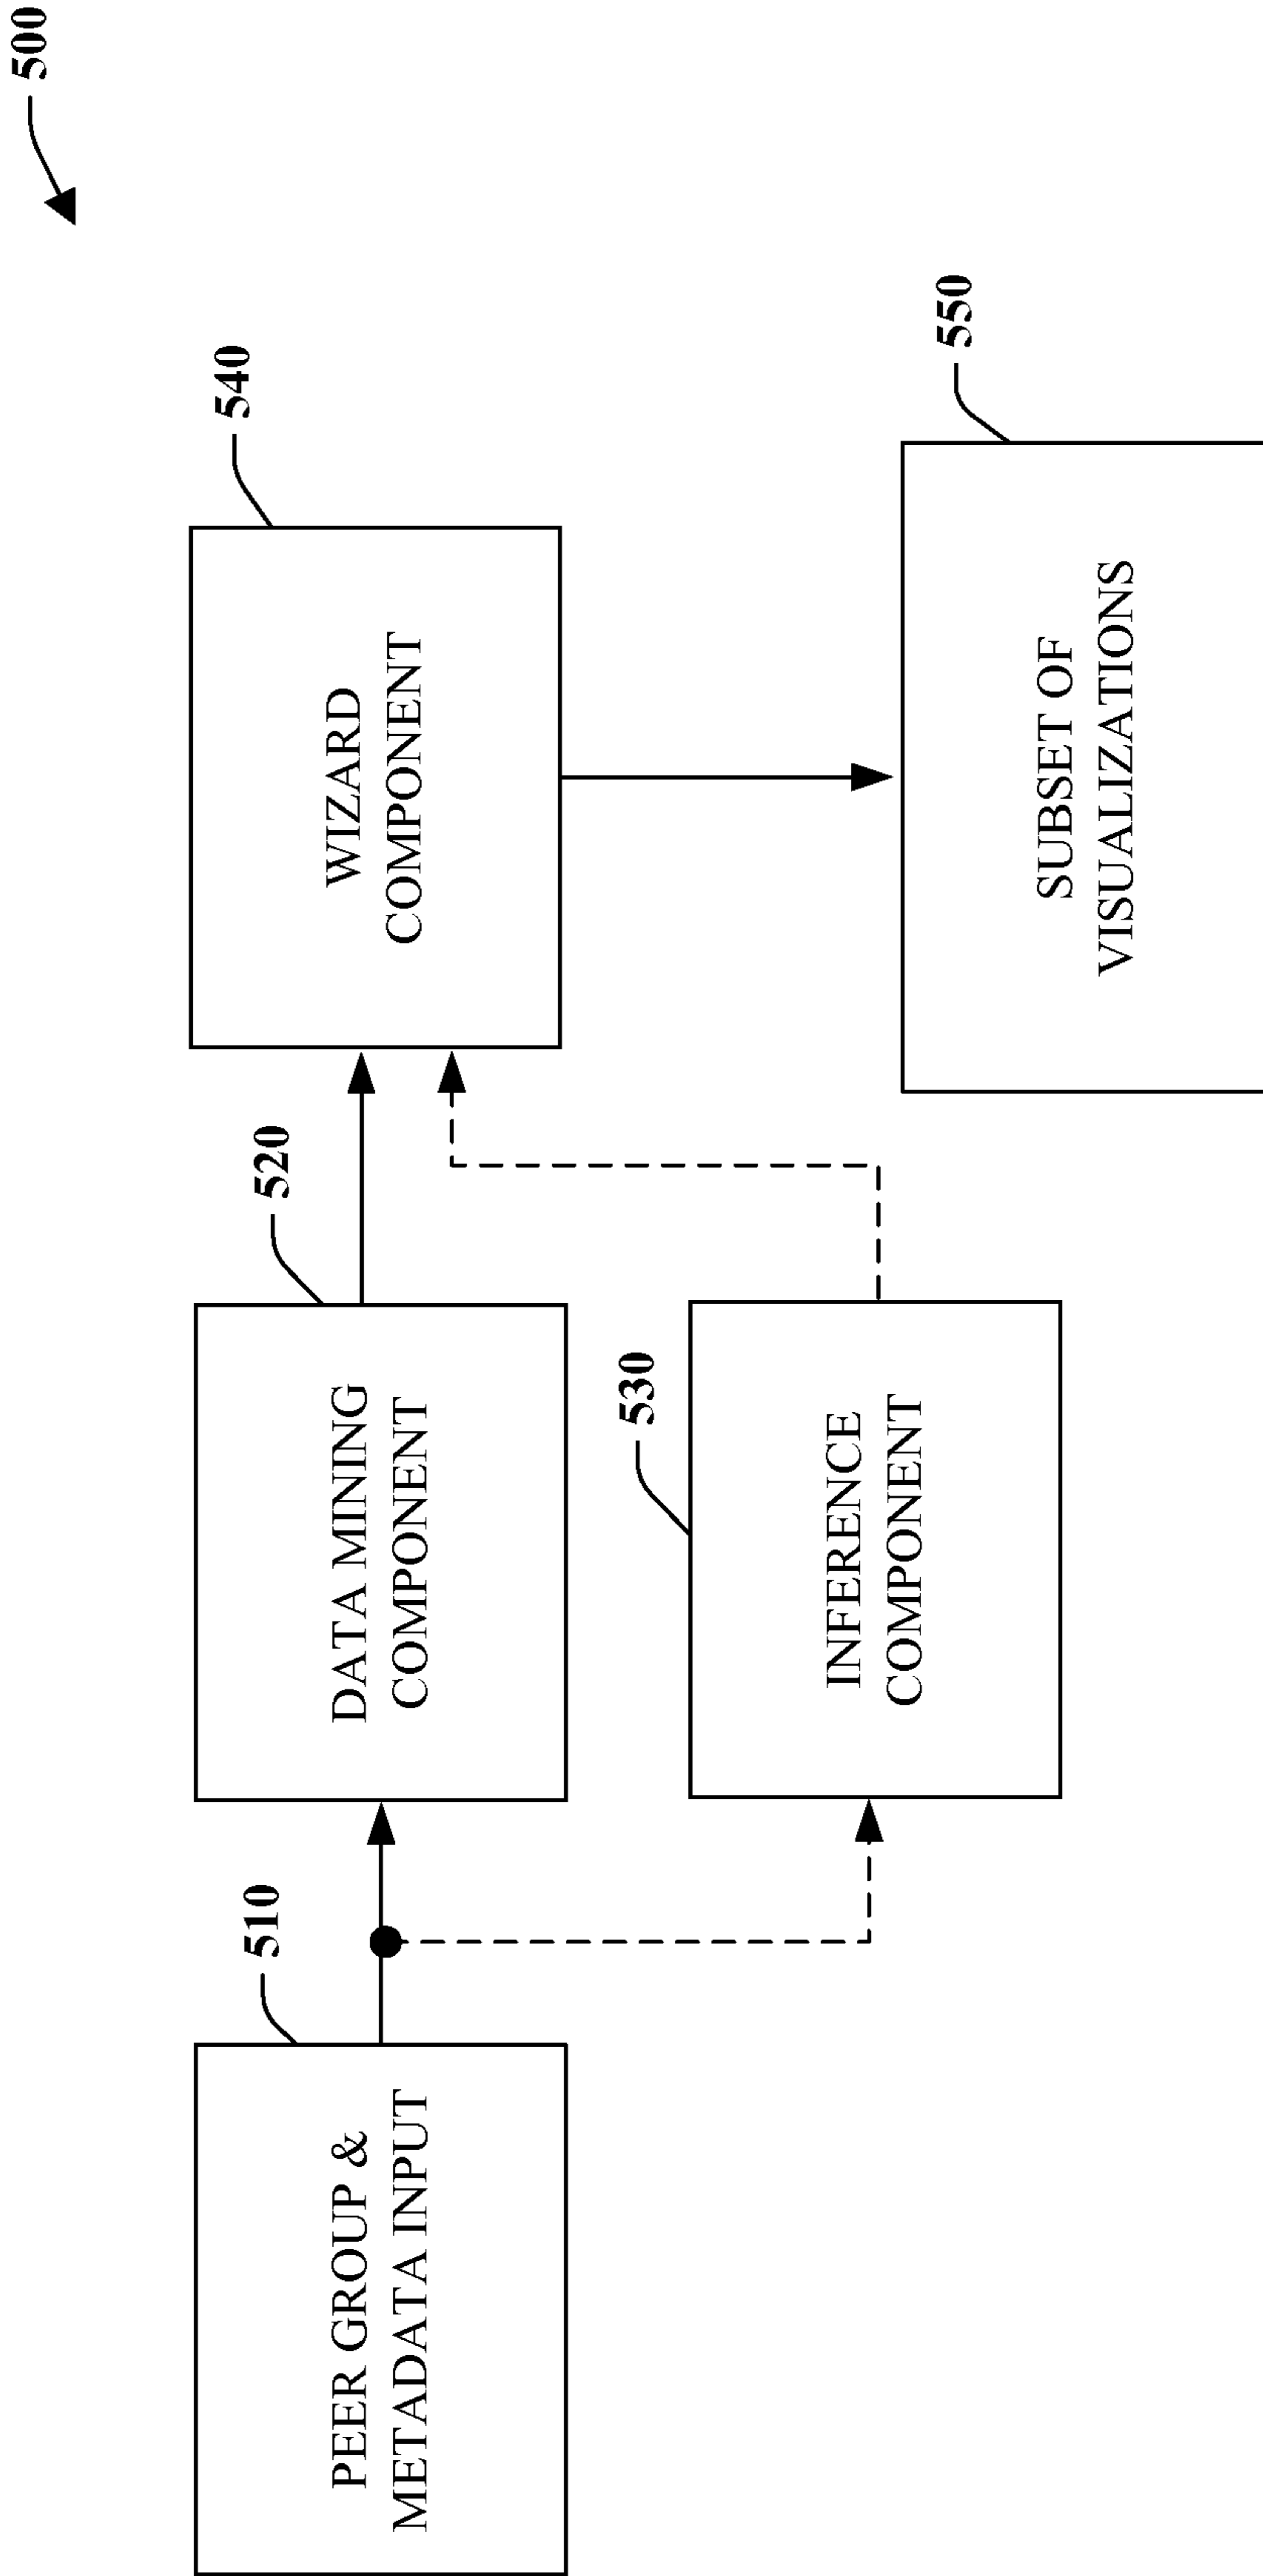 500
510
PEER GROUP &
METADATA INPUT
520
DATA MINING
COMPONENT
540
WIZARD
COMPONENT
530
INFERENCE
COMPONENT
550
SUBSET OF
VISUALIZATIONS